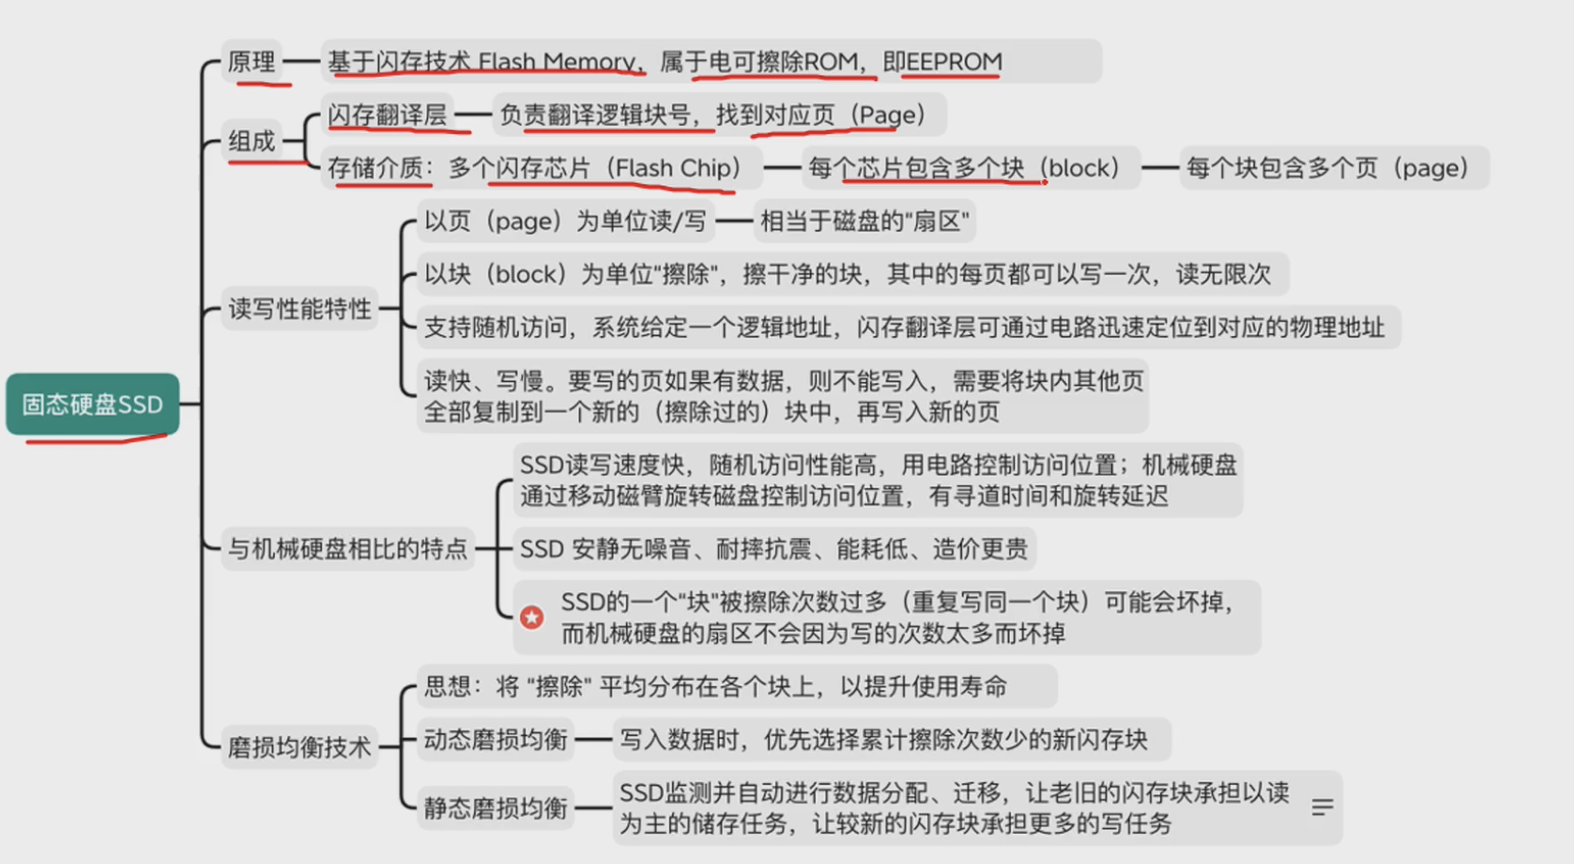 原理
基于闪存技术 Flash Memory，属于电可擦除ROM，即EEPROM
组成
闪存翻译层
负责翻译逻辑块号，找到对应页（Page）
存储介质：多个闪存芯片（Flash Chip）
每个芯片包含多个块（block）
每个块包含多个页（page）
固态硬盘SSD
读写性能特性
以页（page）为单位读/写
相当于磁盘的"扇区"
以块（block）为单位"擦除"，擦干净的块，其中的每页都可以写一次，读无限次
支持随机访问，系统给定一个逻辑地址，闪存翻译层可通过电路迅速定位到对应的物理地址
读快、写慢。要写的页如果有数据，则不能写入，需要将块内其他页
全部复制到一个新的（擦除过的）块中，再写入新的页
与机械硬盘相比的特点
SSD读写速度快，随机访问性能高，用电路控制访问位置；机械硬盘
通过移动磁臂旋转磁盘控制访问位置，有寻道时间和旋转延迟
SSD 安静无噪音、耐摔抗震、能耗低、造价更贵
SSD的一个"块"被擦除次数过多（重复写同一个块）可能会坏掉，
而机械硬盘的扇区不会因为写的次数太多而坏掉
磨损均衡技术
思想：将 "擦除" 平均分布在各个块上，以提升使用寿命
动态磨损均衡
写入数据时，优先选择累计擦除次数少的新闪存块
静态磨损均衡
SSD监测并自动进行数据分配、迁移，让老旧的闪存块承担以读
为主的储存任务，让较新的闪存块承担更多的写任务